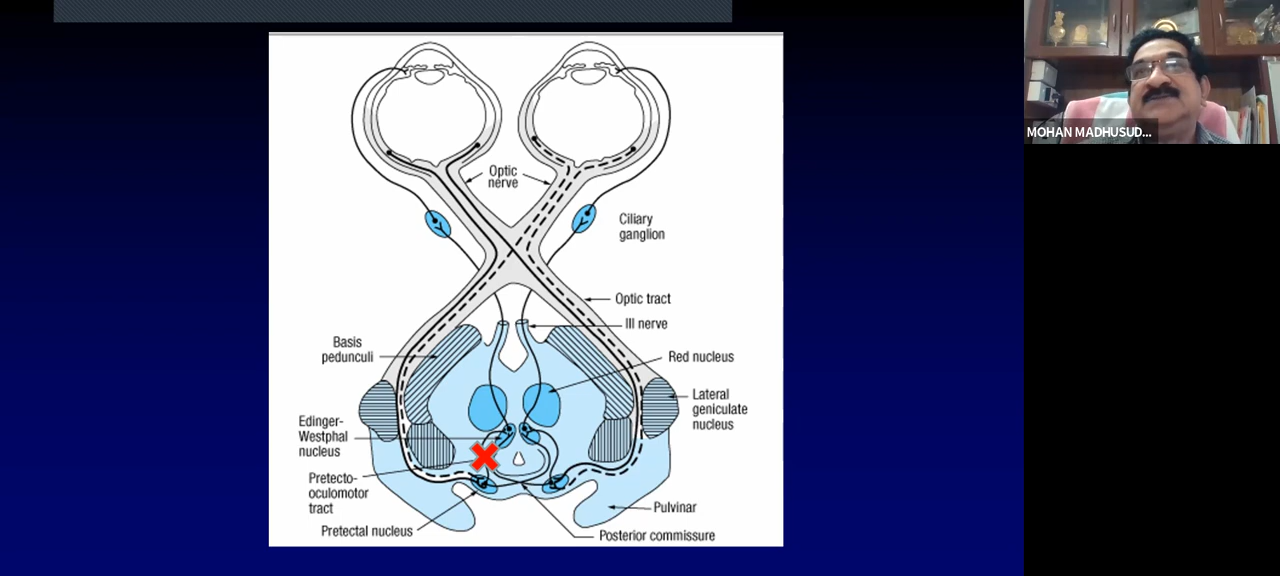 MOHAN MADHUSUD...
Optic
nerve
Ciliary
ganglion
Optic tract
III nerve
Basis
pedunculi
Red nucleus
Lateral
geniculate
nucleus
Edinger-
Westphal
nucleus
Pretecto-
oculomotor
tract
Pulvinar
Pretectal nucleus
Posterior commissure